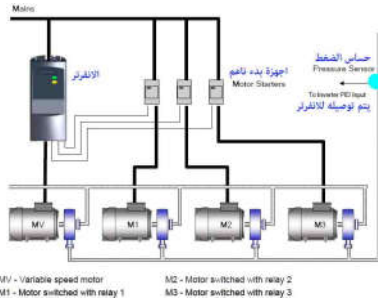 Mains
الانفرتر
اجهزة بدء ناعم
Motor Starters
حساس الضغط
Pressure Sensor
To Inverter PID Input
يتم توصيله للانفرتر
MV
M1
M2
M3
MV - Variable speed motor
M2 - Motor switched with relay 2
M1 - Motor switched with relay 1
M3 - Motor switched with relay 3